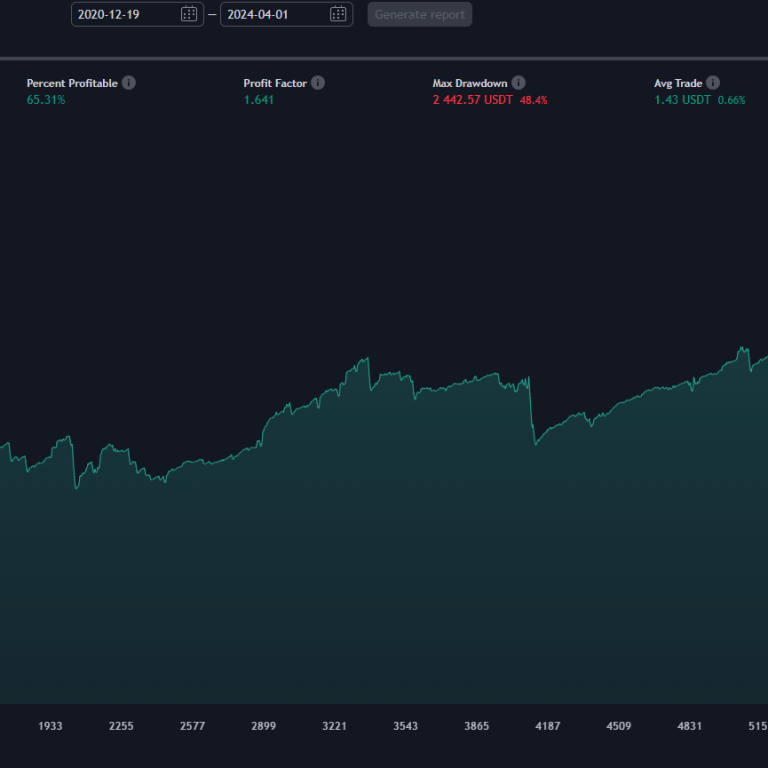 2020-12-19 — 2024-04-01 Generate report
Percent Profitable Profit Factor Max Drawdown Avg Trade
65.31% 1.641 2 442.57 USDT 48.4% 1.43 USDT 0.66%
1933 2255 2577 2899 3221 3543 3865 4187 4509 4831 515